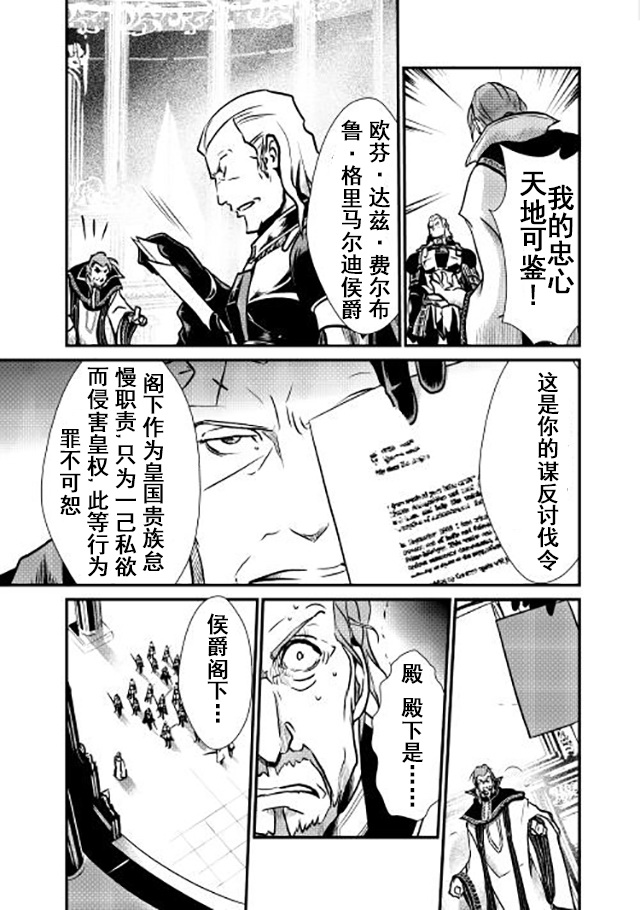 我的忠心
天地可鉴！
欧芬·达兹·费尔布
鲁·格里马尔迪侯爵
这是你的谋反讨伐令
阁下作为皇国贵族怠
慢职责，只为一己私欲
而侵害皇权，此等行为
罪不可恕
殿 殿下是……
侯爵
阁下…